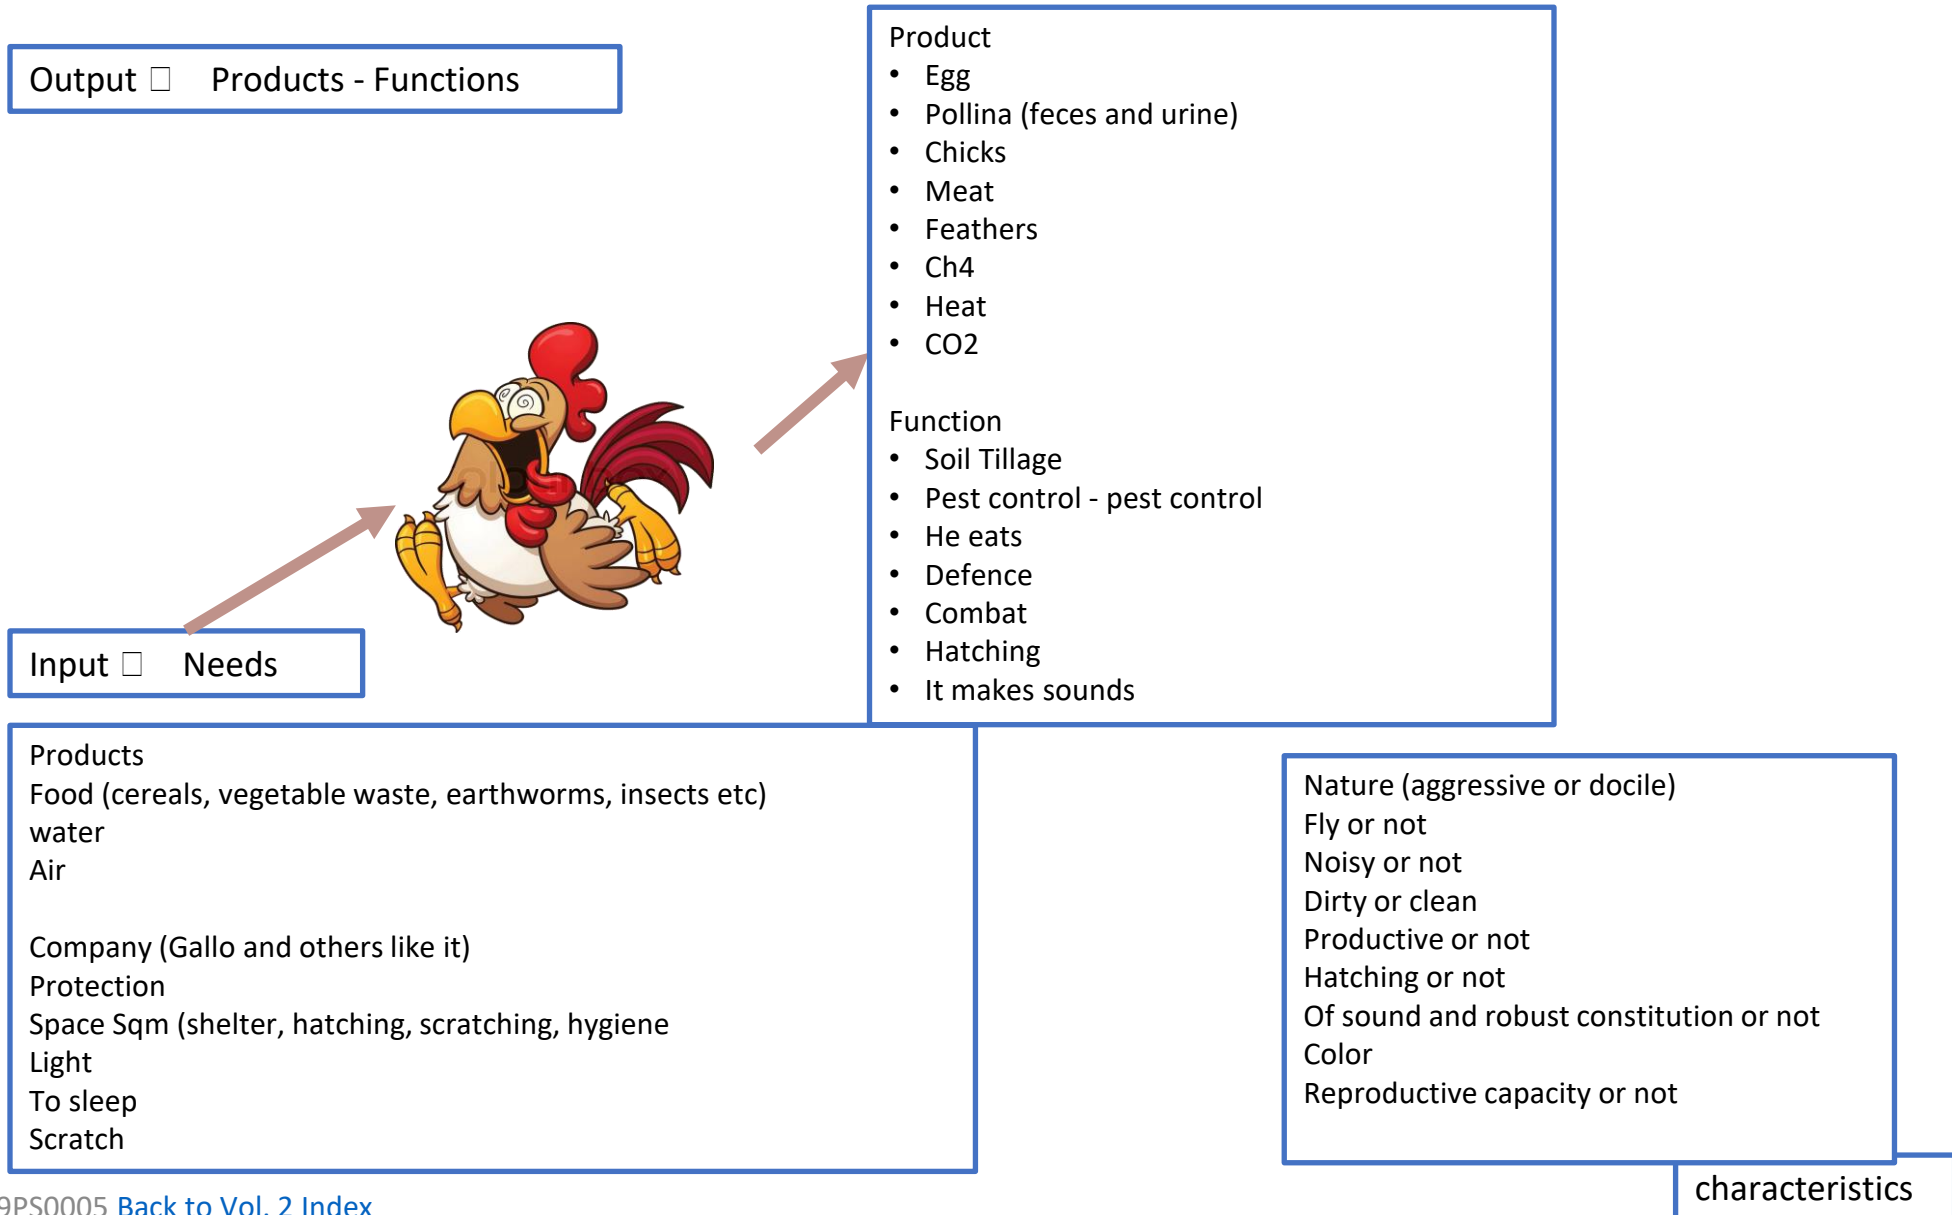 Output □ Products - Functions
Product
• Egg
• Pollina (feces and urine)
• Chicks
• Meat
• Feathers
• Ch4
• Heat
• CO2
Function
• Soil Tillage
• Pest control - pest control
• He eats
• Defence
• Combat
• Hatching
• It makes sounds
Input □ Needs
Products
Food (cereals, vegetable waste, earthworms, insects etc)
water
Air
Company (Gallo and others like it)
Protection
Space Sqm (shelter, hatching, scratching, hygiene
Light
To sleep
Scratch
Nature (aggressive or docile)
Fly or not
Noisy or not
Dirty or clean
Productive or not
Hatching or not
Of sound and robust constitution or not
Color
Reproductive capacity or not
characteristics
9PS0005 Back to Vol. 2 Index